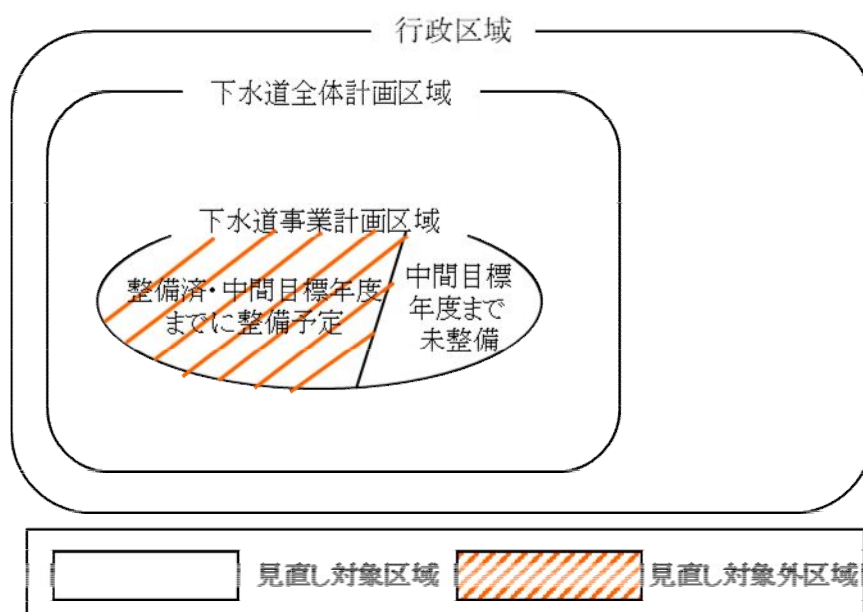 行政区域
下水道全体計画区域
下水道事業計画区域
整備済・中間目標年度
までに整備予定
中間目標
年度まで
未整備
見直し対象区域
見直し対象外区域